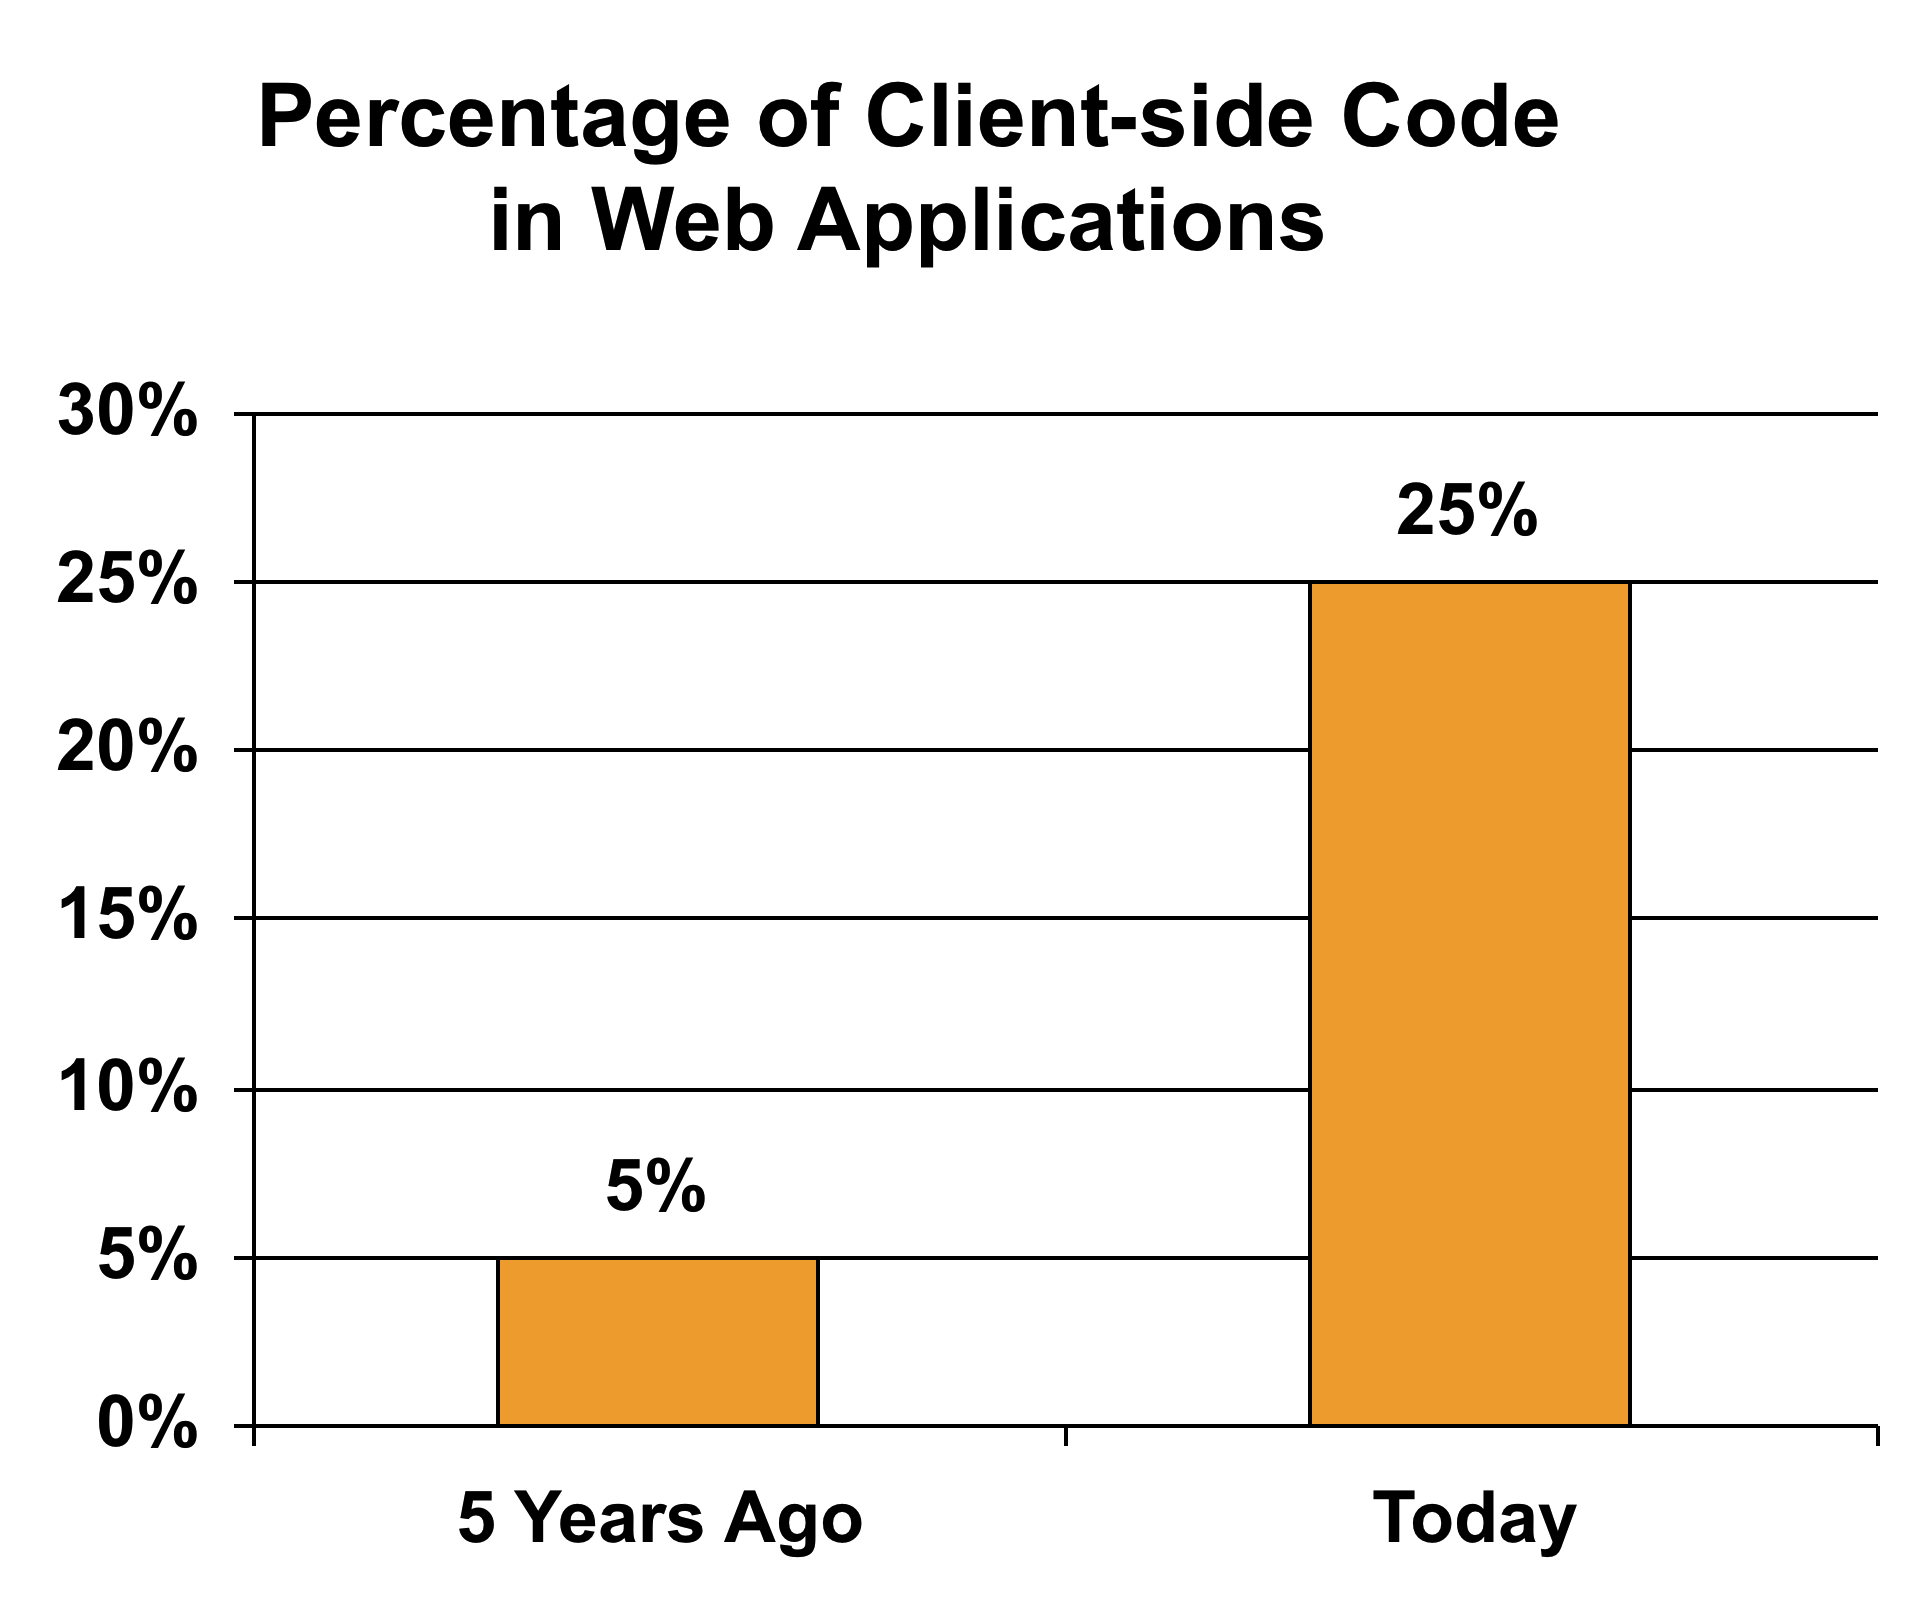 Percentage of Client-side Code
in Web Applications
30%
25%
25%
20%
15%
10%
5%
5%
0%
5 Years Ago
Today